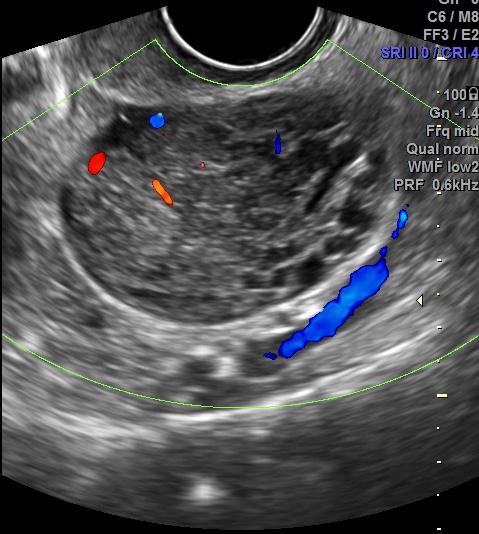 C6 / M8
FF3 / E2
SRI II 0 / CRI 4
100
Gn -1.4
Frq mid
Qual norm
WMF low2
PRF 0.6kHz